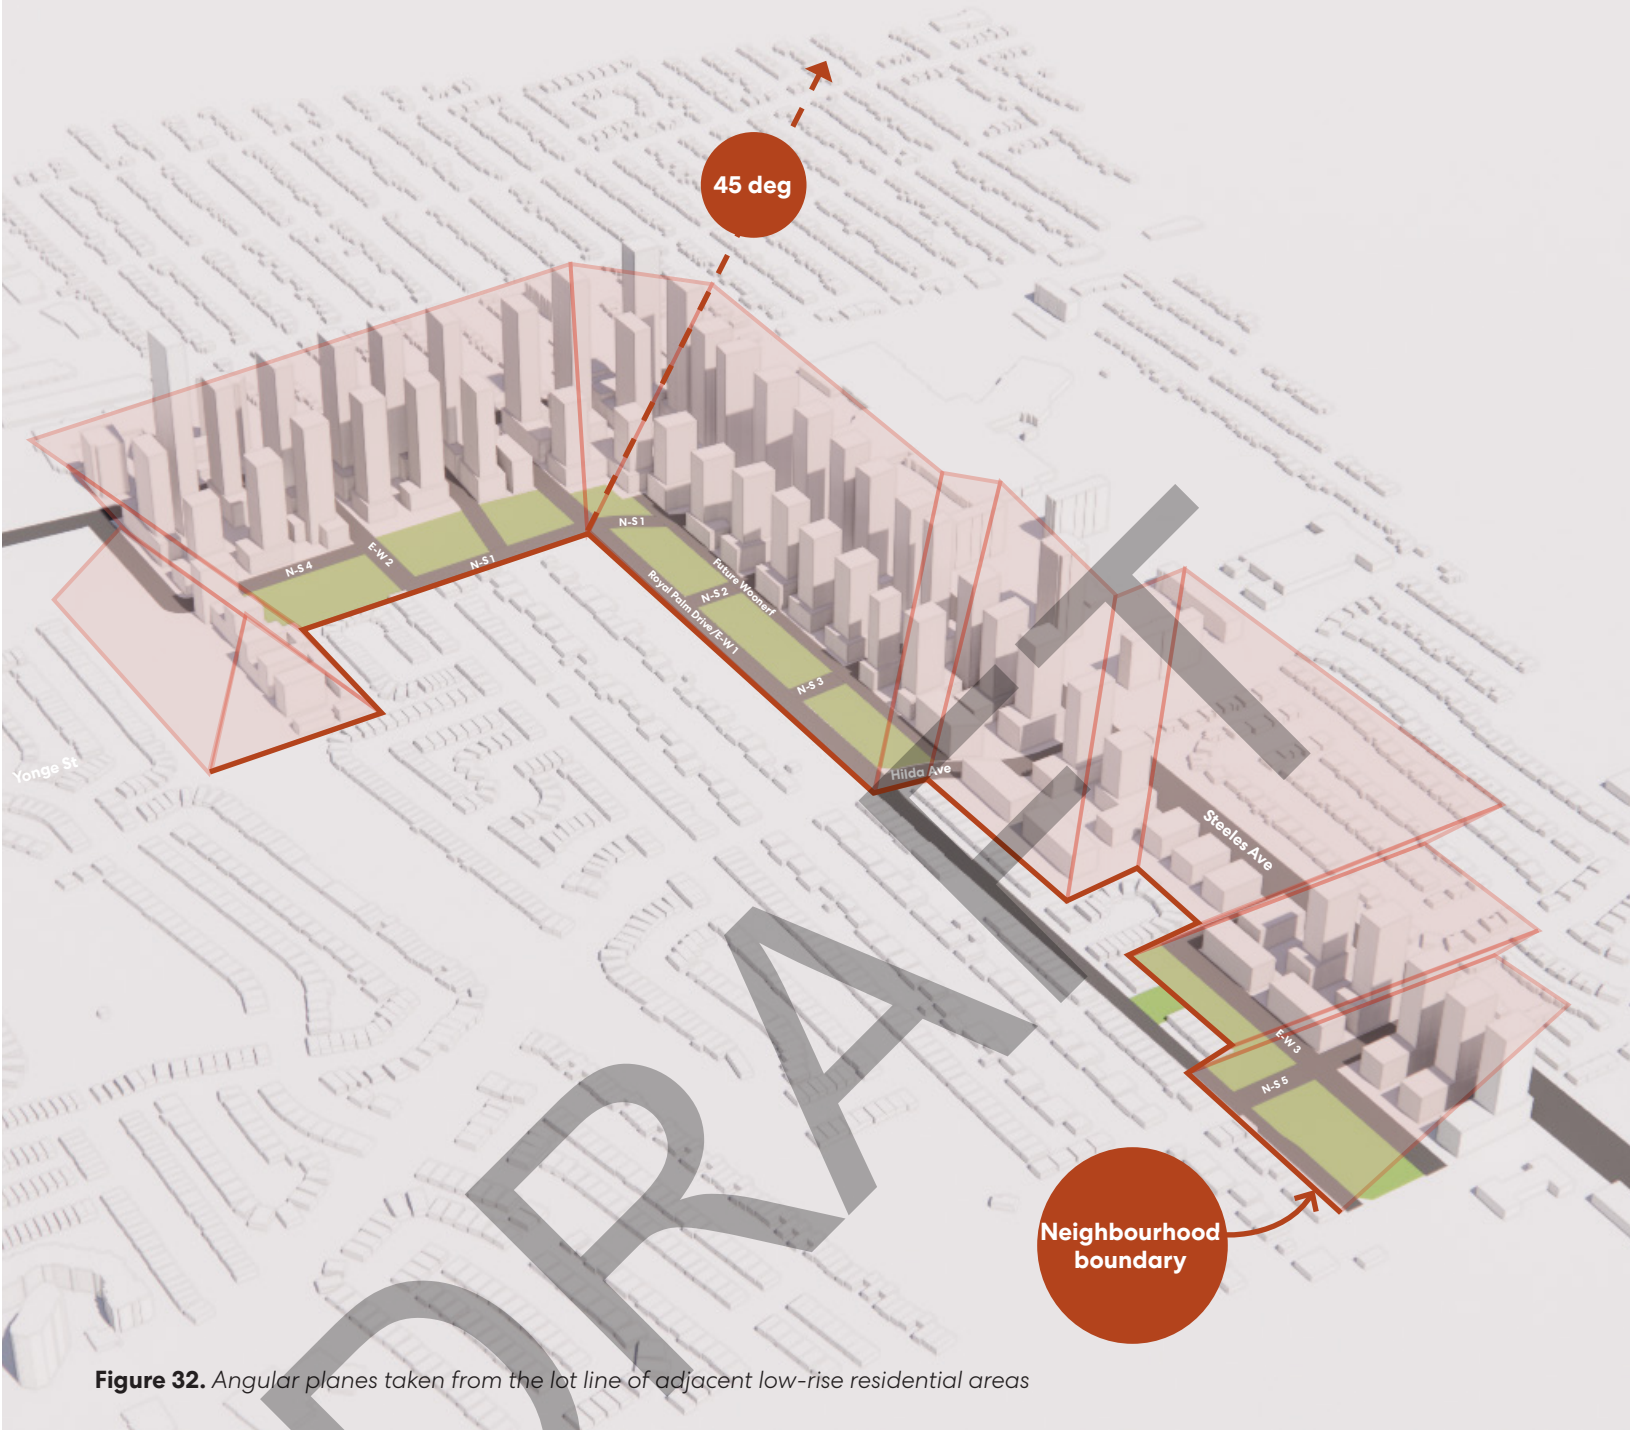 45 deg
N-S 1
N-S 4
E-W 2
N-S 1
Future Woonerf
N-S 2
Royal Palm Drive/E-W 1
N-S 3
Yonge St
Hilda Ave
Steeles Ave
E-W 3
N-S 5
Neighbourhood
boundary
DRAFT
Figure 32. Angular planes taken from the lot line of adjacent low-rise residential areas